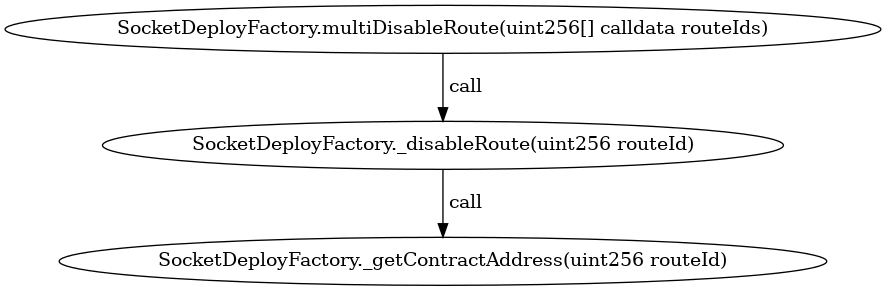 SocketDeployFactory.multiDisableRoute(uint256[] calldata routeIds)
call
SocketDeployFactory._disableRoute(uint256 routeId)
call
SocketDeployFactory._getContractAddress(uint256 routeId)